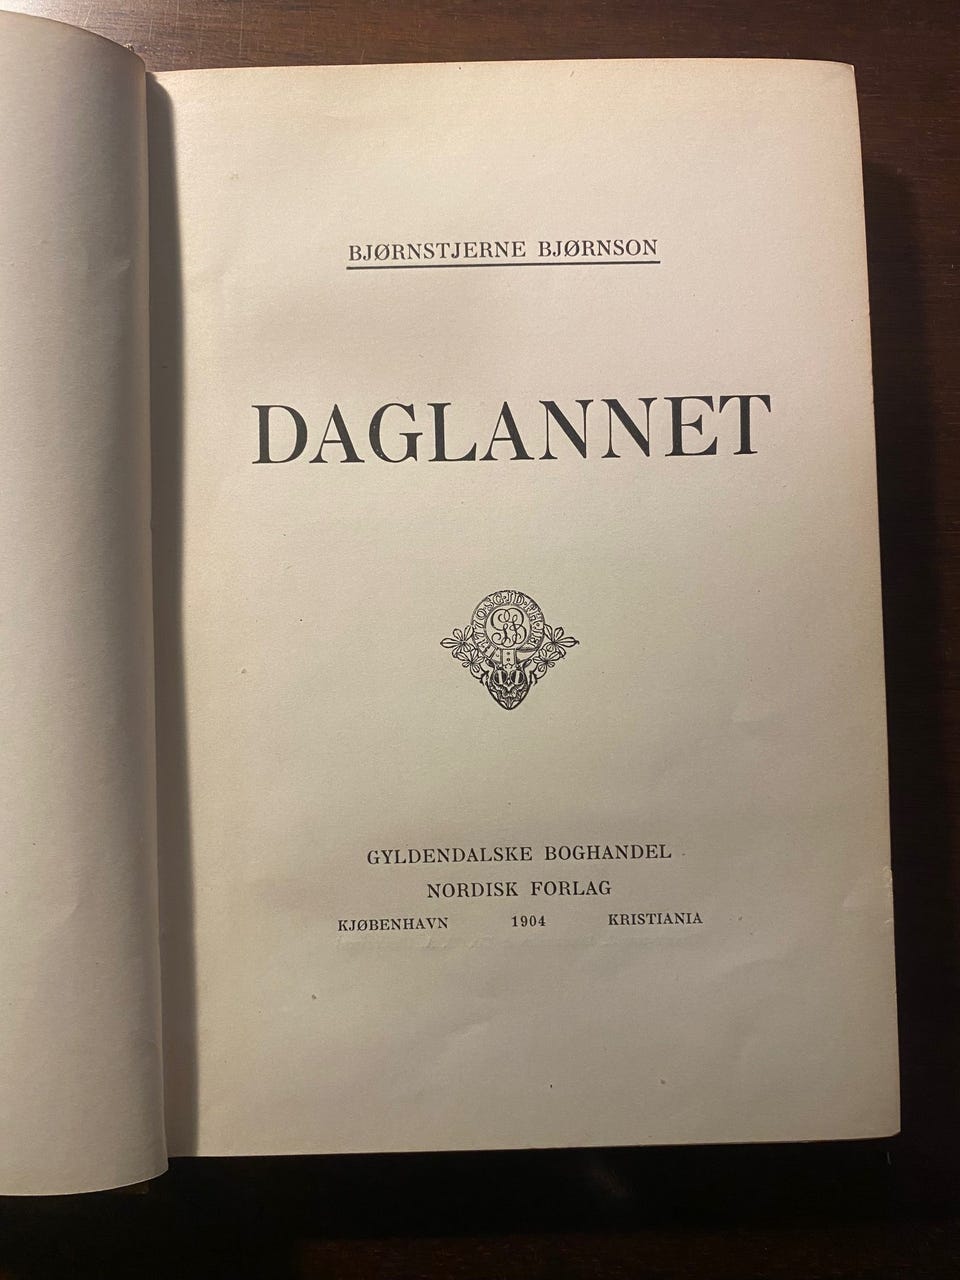 BJØRNSTJERNE BJØRNSON
DAGLANNET
GYLDENDALSKE BOGHANDEL
NORDISK FORLAG
KJØBENHAVN 1904 KRISTIANIA